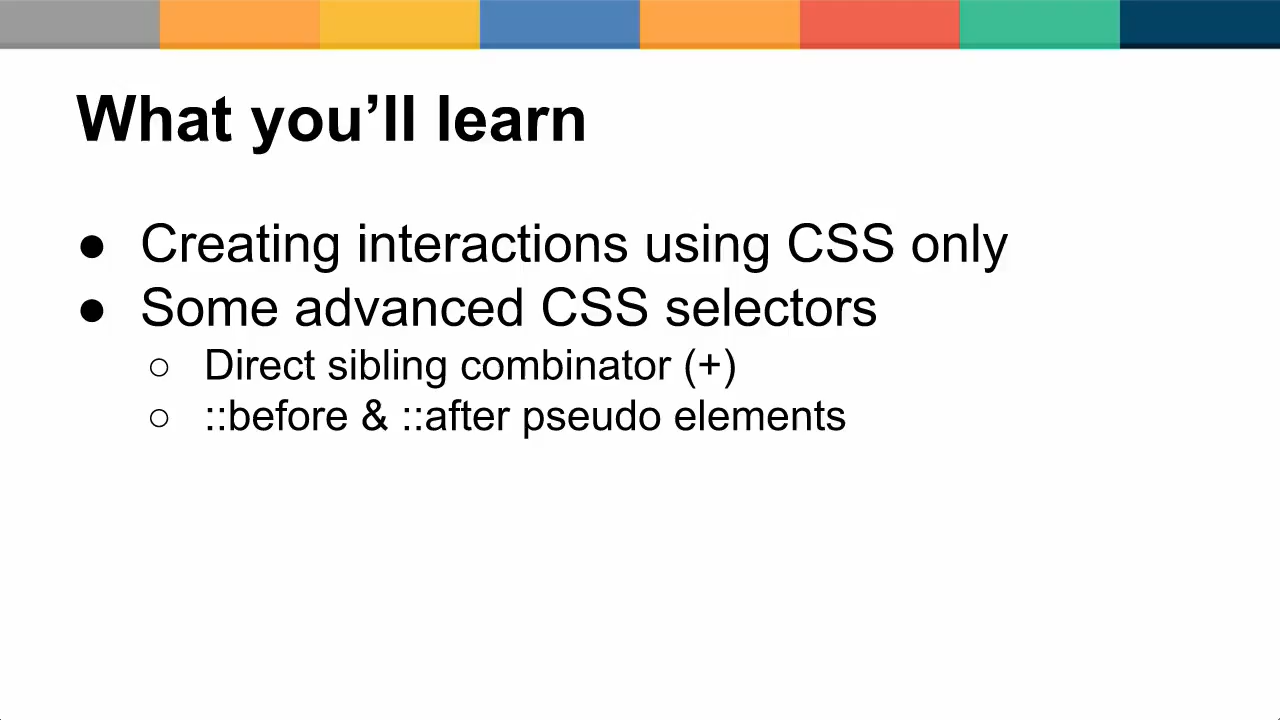 What you’ll learn
● Creating interactions using CSS only
● Some advanced CSS selectors
○ Direct sibling combinator (+)
○ ::before & ::after pseudo elements